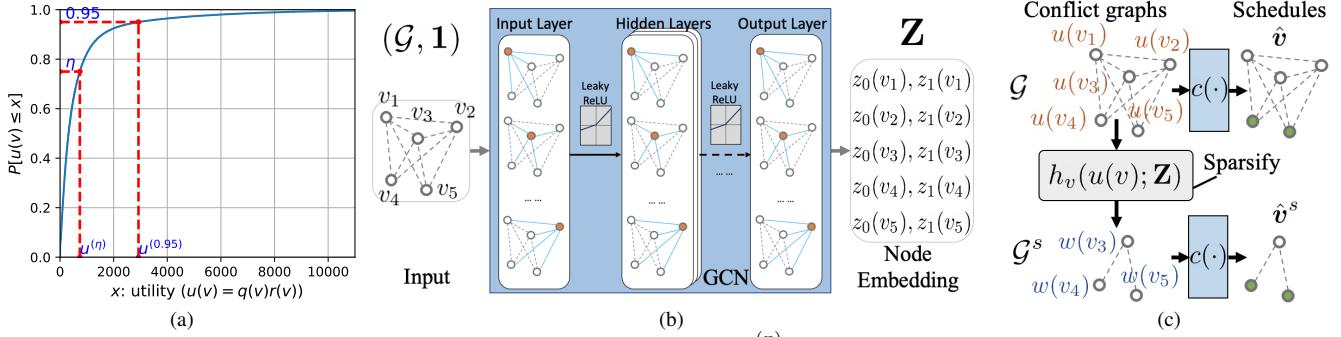 1.0
0.8
0.6
0.4
0.2
0.0
P[u(v) ≤ x]
0.95
η
u^(η)
u^(0.95)
0 2000 4000 6000 8000 10000
x: utility (u(v) = q(v)r(v))
(a)
(𝒢, 1)
v₁
v₃
v₂
v₄
v₅
Input
Input Layer
Hidden Layers
Output Layer
Leaky
ReLU
Leaky
ReLU
... ...
... ...
... ...
... ...
GCN
Z
z₀(v₁), z₁(v₁)
z₀(v₂), z₁(v₂)
z₀(v₃), z₁(v₃)
z₀(v₄), z₁(v₄)
z₀(v₅), z₁(v₅)
Node
Embedding
(b)
Conflict graphs
Schedules
u(v₁)
u(v₂)
v̂
u(v₃)
𝒢
c(·)
u(v₄)
u(v₅)
h_v(u(v); Z)
Sparsify
v̂^s
w(v₃)
𝒢^s
c(·)
w(v₄)
w(v₅)
(c)